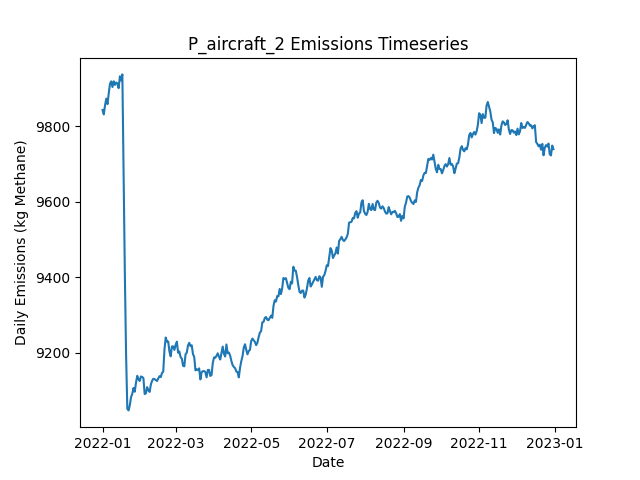 P_aircraft_2 Emissions Timeseries
Daily Emissions (kg Methane)
9800
9600
9400
9200
2022-01 2022-03 2022-05 2022-07 2022-09 2022-11 2023-01
Date